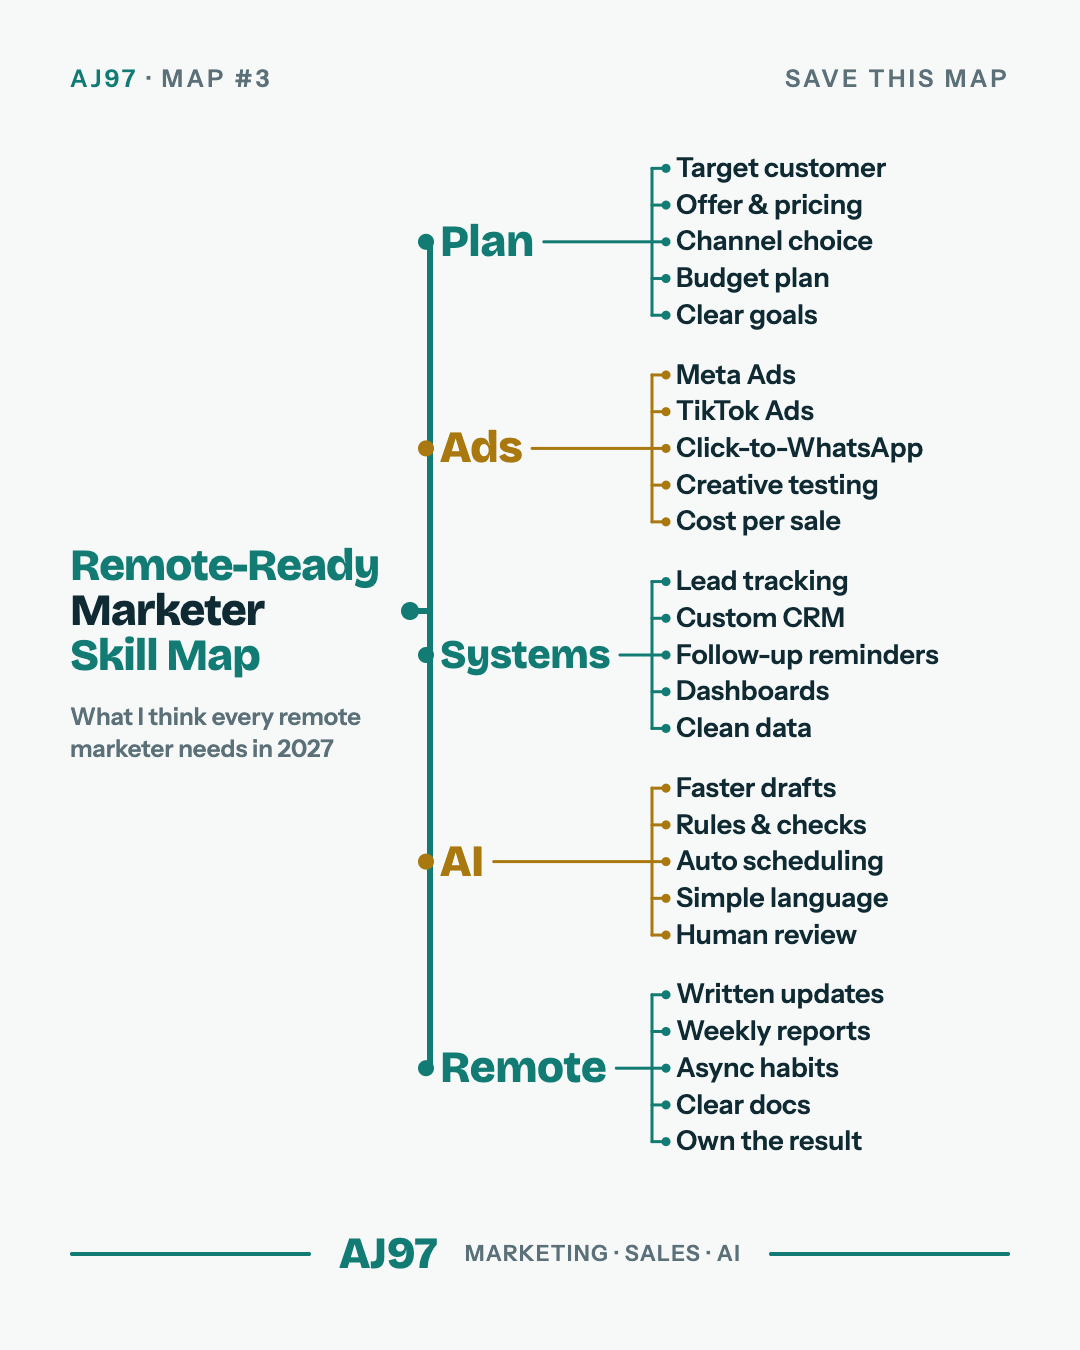 AJ97 · MAP #3
SAVE THIS MAP
Remote-Ready
Marketer
Skill Map
What I think every remote
marketer needs in 2027
Plan
Target customer
Offer & pricing
Channel choice
Budget plan
Clear goals
Ads
Meta Ads
TikTok Ads
Click-to-WhatsApp
Creative testing
Cost per sale
Systems
Lead tracking
Custom CRM
Follow-up reminders
Dashboards
Clean data
AI
Faster drafts
Rules & checks
Auto scheduling
Simple language
Human review
Remote
Written updates
Weekly reports
Async habits
Clear docs
Own the result
AJ97 MARKETING · SALES · AI